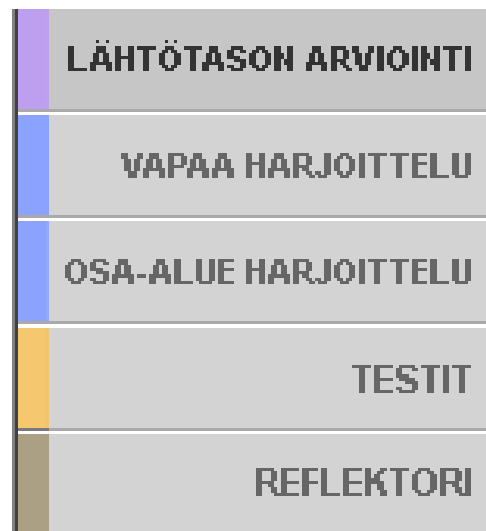 LÄHTÖTASON ARVIOINTI
VAPAA HARJOITTELU
OSA-ALUE HARJOITTELU
TESTIT
REFLEKTORI